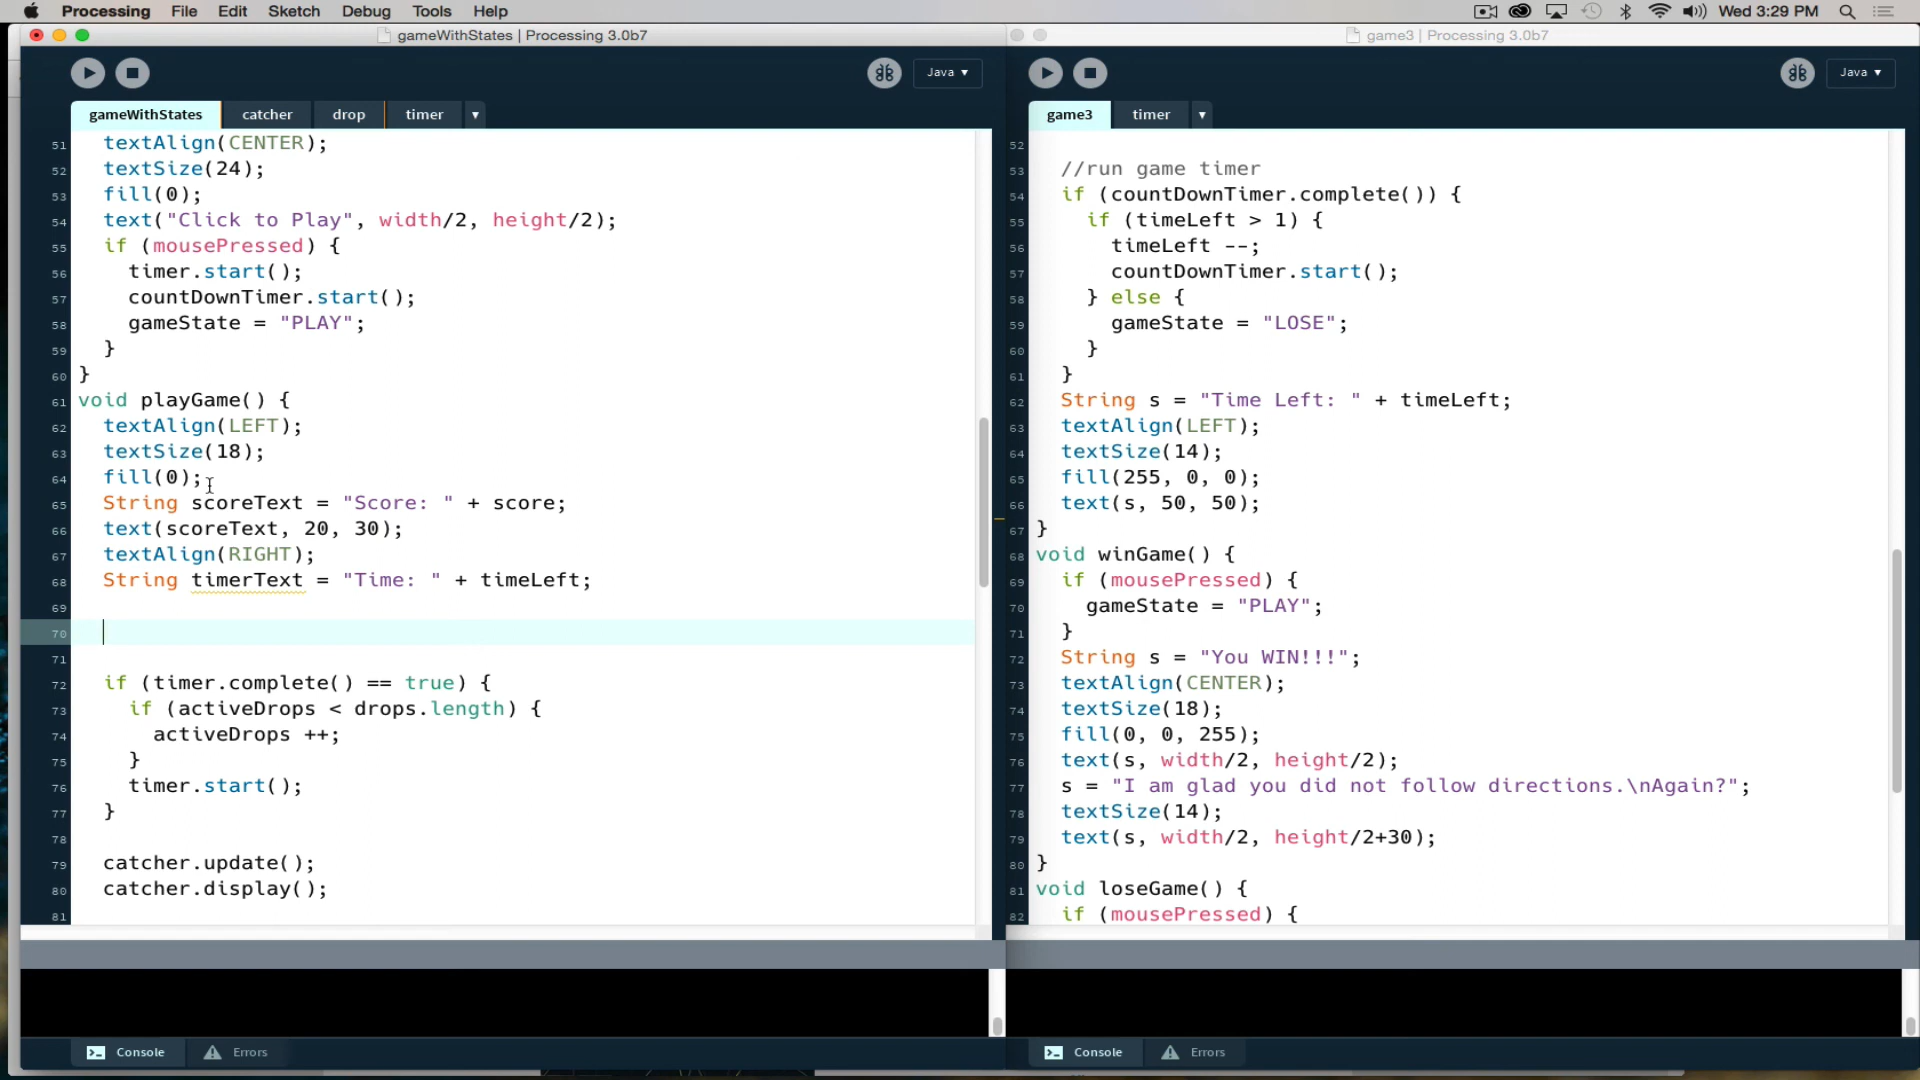 Processing File Edit Sketch Debug Tools Help Wed 3:29 PM
gameWithStates | Processing 3.0b7
Java ▾
gameWithStates catcher drop timer ▾
51 textAlign(CENTER);
52 textSize(24);
53 fill(0);
54 text("Click to Play", width/2, height/2);
55 if (mousePressed) {
56 timer.start();
57 countDownTimer.start();
58 gameState = "PLAY";
59 }
60 }
61 void playGame() {
62 textAlign(LEFT);
63 textSize(18);
64 fill(0);
65 String scoreText = "Score: " + score;
66 text(scoreText, 20, 30);
67 textAlign(RIGHT);
68 String timerText = "Time: " + timeLeft;
69
70
71
72 if (timer.complete() == true) {
73 if (activeDrops < drops.length) {
74 activeDrops ++;
75 }
76 timer.start();
77 }
78
79 catcher.update();
80 catcher.display();
81
Console Errors
game3 | Processing 3.0b7
Java ▾
game3 timer ▾
52
53 //run game timer
54 if (countDownTimer.complete()) {
55 if (timeLeft > 1) {
56 timeLeft --;
57 countDownTimer.start();
58 } else {
59 gameState = "LOSE";
60 }
61 }
62 String s = "Time Left: " + timeLeft;
63 textAlign(LEFT);
64 textSize(14);
65 fill(255, 0, 0);
66 text(s, 50, 50);
67 }
68 void winGame() {
69 if (mousePressed) {
70 gameState = "PLAY";
71 }
72 String s = "You WIN!!!";
73 textAlign(CENTER);
74 textSize(18);
75 fill(0, 0, 255);
76 text(s, width/2, height/2);
77 s = "I am glad you did not follow directions.\nAgain?";
78 textSize(14);
79 text(s, width/2, height/2+30);
80 }
81 void loseGame() {
82 if (mousePressed) {
Console Errors